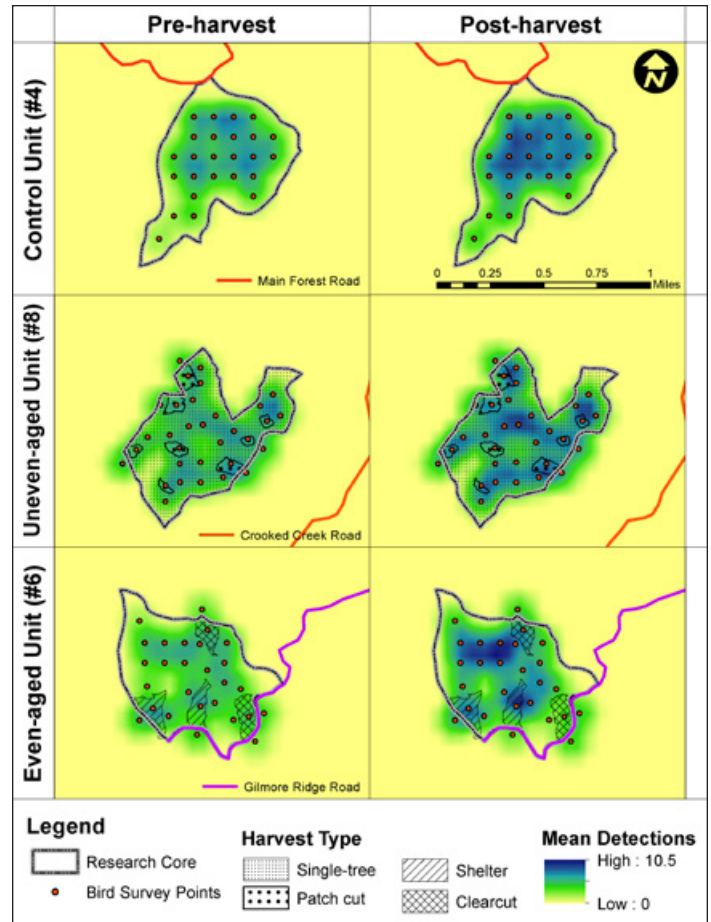 Pre-harvest
Post-harvest
N
Control Unit (#4)
Main Forest Road
0 0.25 0.5 0.75 1
Miles
Uneven-aged Unit (#8)
Crooked Creek Road
Even-aged Unit (#6)
Gilmore Ridge Road
Legend
Research Core
Bird Survey Points
Harvest Type
Single-tree
Patch cut
Shelter
Clearcut
Mean Detections
High : 10.5
Low : 0